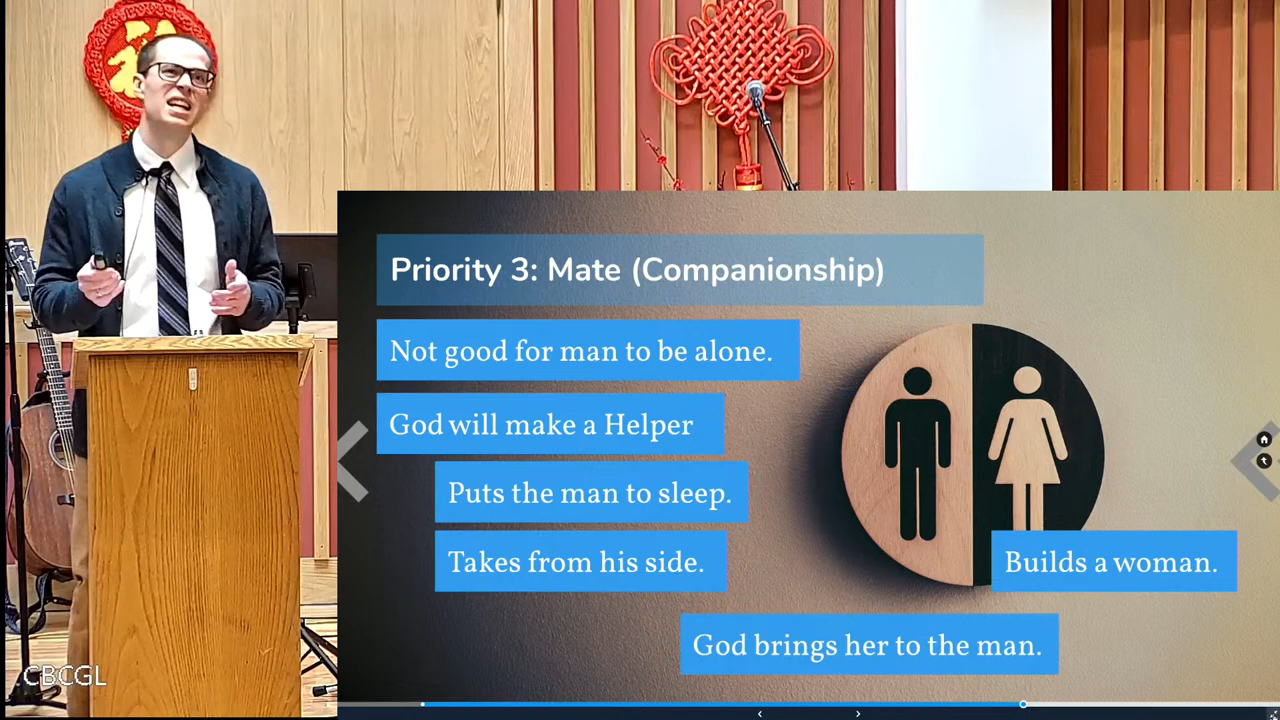 福
Priority 3: Mate (Companionship)
Not good for man to be alone.
God will make a Helper
Puts the man to sleep.
Takes from his side.
Builds a woman.
God brings her to the man.
CBCGL